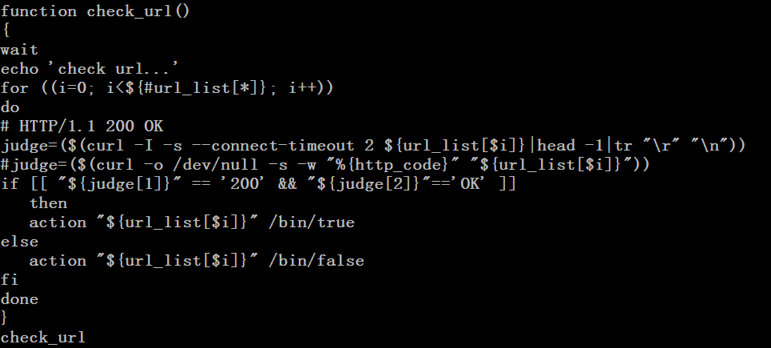 function check_url()
{
wait
echo 'check url...'
for ((i=0; i<${#url_list[*]}; i++))
do
# HTTP/1.1 200 OK
judge=($(curl -I -s --connect-timeout 2 ${url_list[$i]}|head -1|tr "\r" "\n"))
#judge=($(curl -o /dev/null -s -w "%{http_code}" "${url_list[$i]}"))
if [[ "${judge[1]}" == '200' && "${judge[2]}"=='OK' ]]
   then
   action "${url_list[$i]}" /bin/true
else
   action "${url_list[$i]}" /bin/false
fi
done
}
check_url